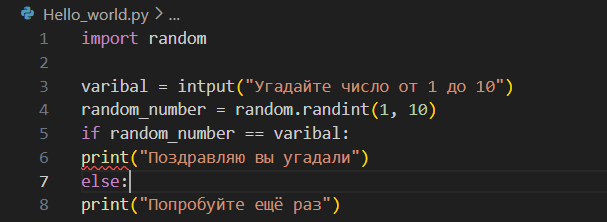 Hello_world.py > ...
1 import random
2
3 varibal = intput("Угадайте число от 1 до 10")
4 random_number = random.randint(1, 10)
5 if random_number == varibal:
6 print("Поздравляю вы угадали")
7 else:
8 print("Попробуйте ещё раз")